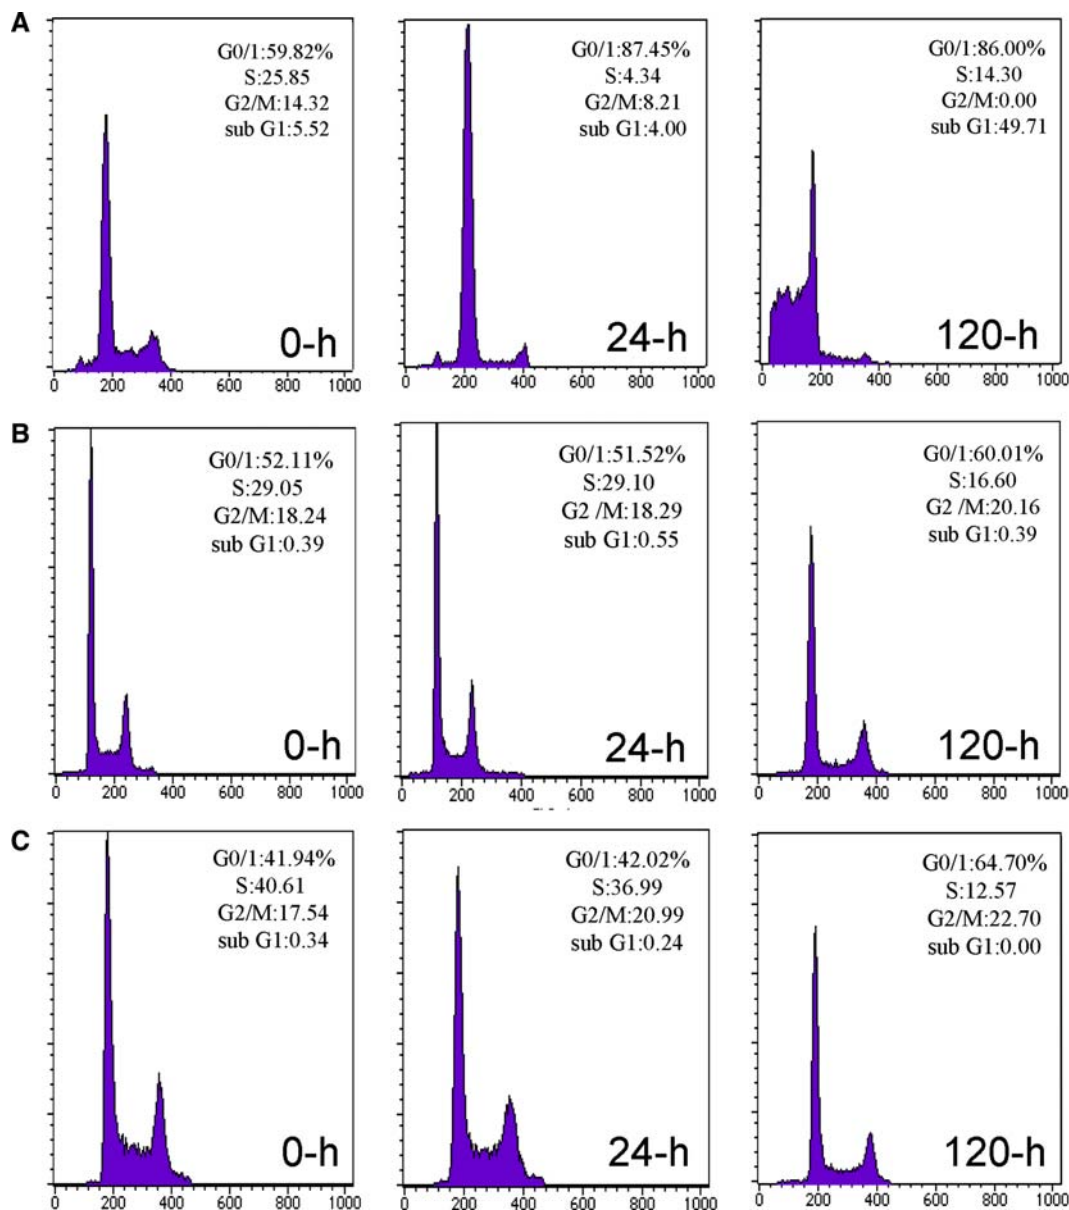 A
G0/1:59.82%
S:25.85
G2/M:14.32
sub G1:5.52
0-h
0 200 400 600 800 1000
G0/1:87.45%
S:4.34
G2/M:8.21
sub G1:4.00
24-h
0 200 400 600 800 1000
G0/1:86.00%
S:14.30
G2/M:0.00
sub G1:49.71
120-h
0 200 400 600 800 1000
B
G0/1:52.11%
S:29.05
G2/M:18.24
sub G1:0.39
0-h
0 200 400 600 800 1000
G0/1:51.52%
S:29.10
G2 /M:18.29
sub G1:0.55
24-h
0 200 400 600 800 1000
G0/1:60.01%
S:16.60
G2 /M:20.16
sub G1:0.39
120-h
0 200 400 600 800 1000
C
G0/1:41.94%
S:40.61
G2/M:17.54
sub G1:0.34
0-h
0 200 400 600 800 1000
G0/1:42.02%
S:36.99
G2/M:20.99
sub G1:0.24
24-h
0 200 400 600 800 1000
G0/1:64.70%
S:12.57
G2/M:22.70
sub G1:0.00
120-h
0 200 400 600 800 1000